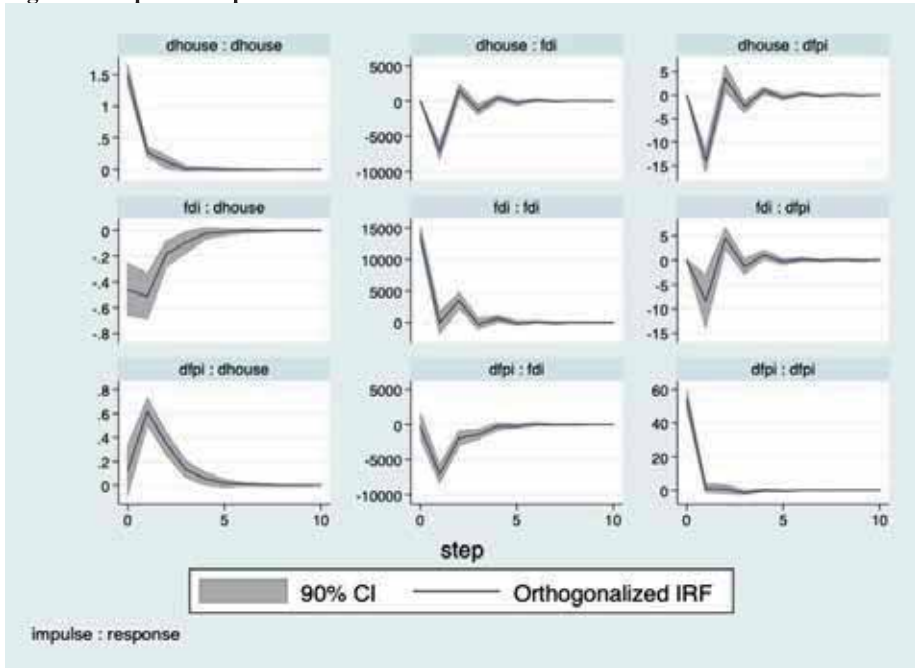 dhouse : dhouse
dhouse : fdi
dhouse : dfpi
1.5
1
.5
0
5000
0
-5000
-10000
5
0
-5
-10
-15
fdi : dhouse
fdi : fdi
fdi : dfpi
0
-.2
-.4
-.6
-.8
15000
10000
5000
0
5
0
-5
-10
-15
dfpi : dhouse
dfpi : fdi
dfpi : dfpi
.8
.6
.4
.2
0
5000
0
-5000
-10000
60
40
20
0
0 5 10
0 5 10
0 5 10
step
90% CI Orthogonalized IRF
impulse : response